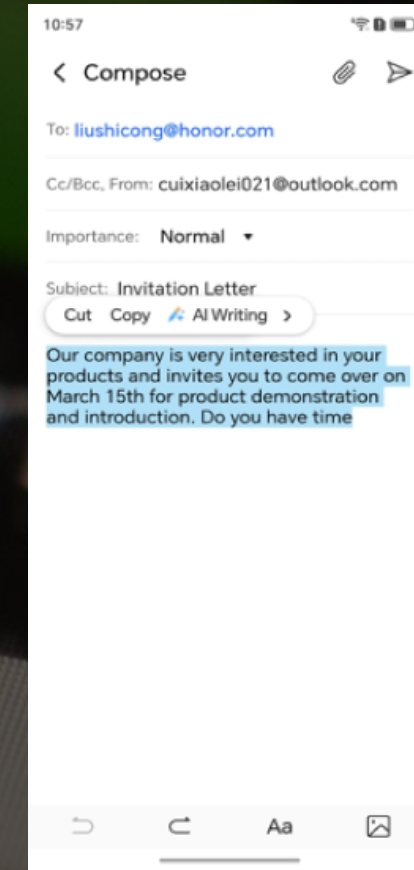 10:57
Compose
To: liushicong@honor.com
Cc/Bcc, From: cuixiaolei021@outlook.com
Importance: Normal
Subject: Invitation Letter
Cut Copy AI Writing
Our company is very interested in your
products and invites you to come over on
March 15th for product demonstration
and introduction. Do you have time
Aa